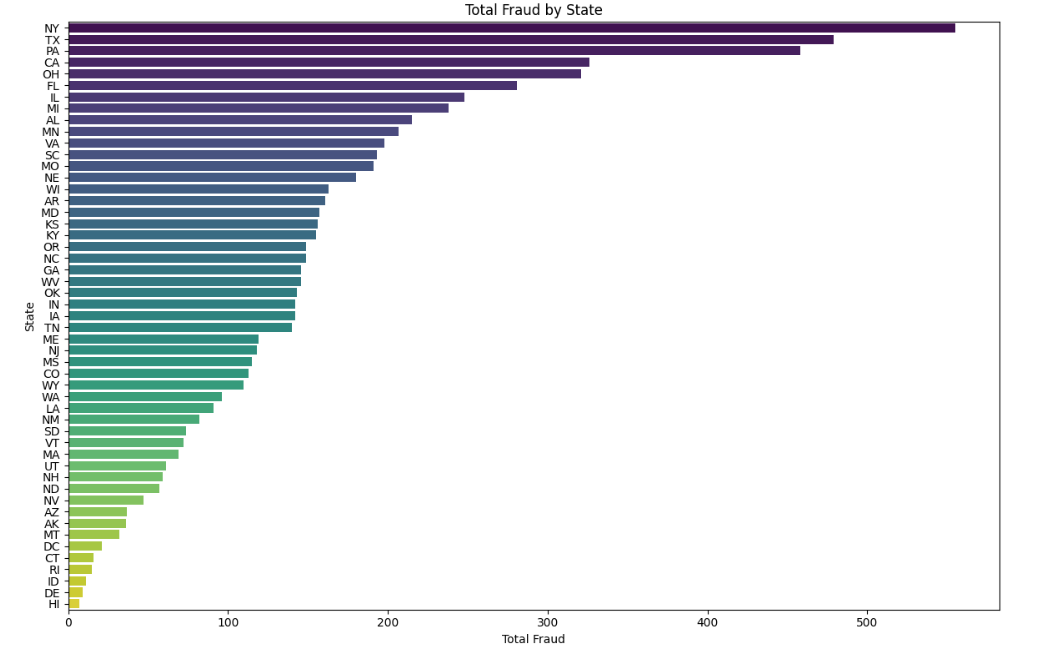 Total Fraud by State
NY
TX
PA
CA
OH
FL
IL
MI
AL
MN
VA
SC
MO
NE
WI
AR
MD
KS
KY
OR
NC
GA
WV
OK
IN
IA
TN
ME
NJ
MS
CO
WY
WA
LA
NM
SD
VT
MA
UT
NH
ND
NV
AZ
AK
MT
DC
CT
RI
ID
DE
HI
State
0 100 200 300 400 500
Total Fraud